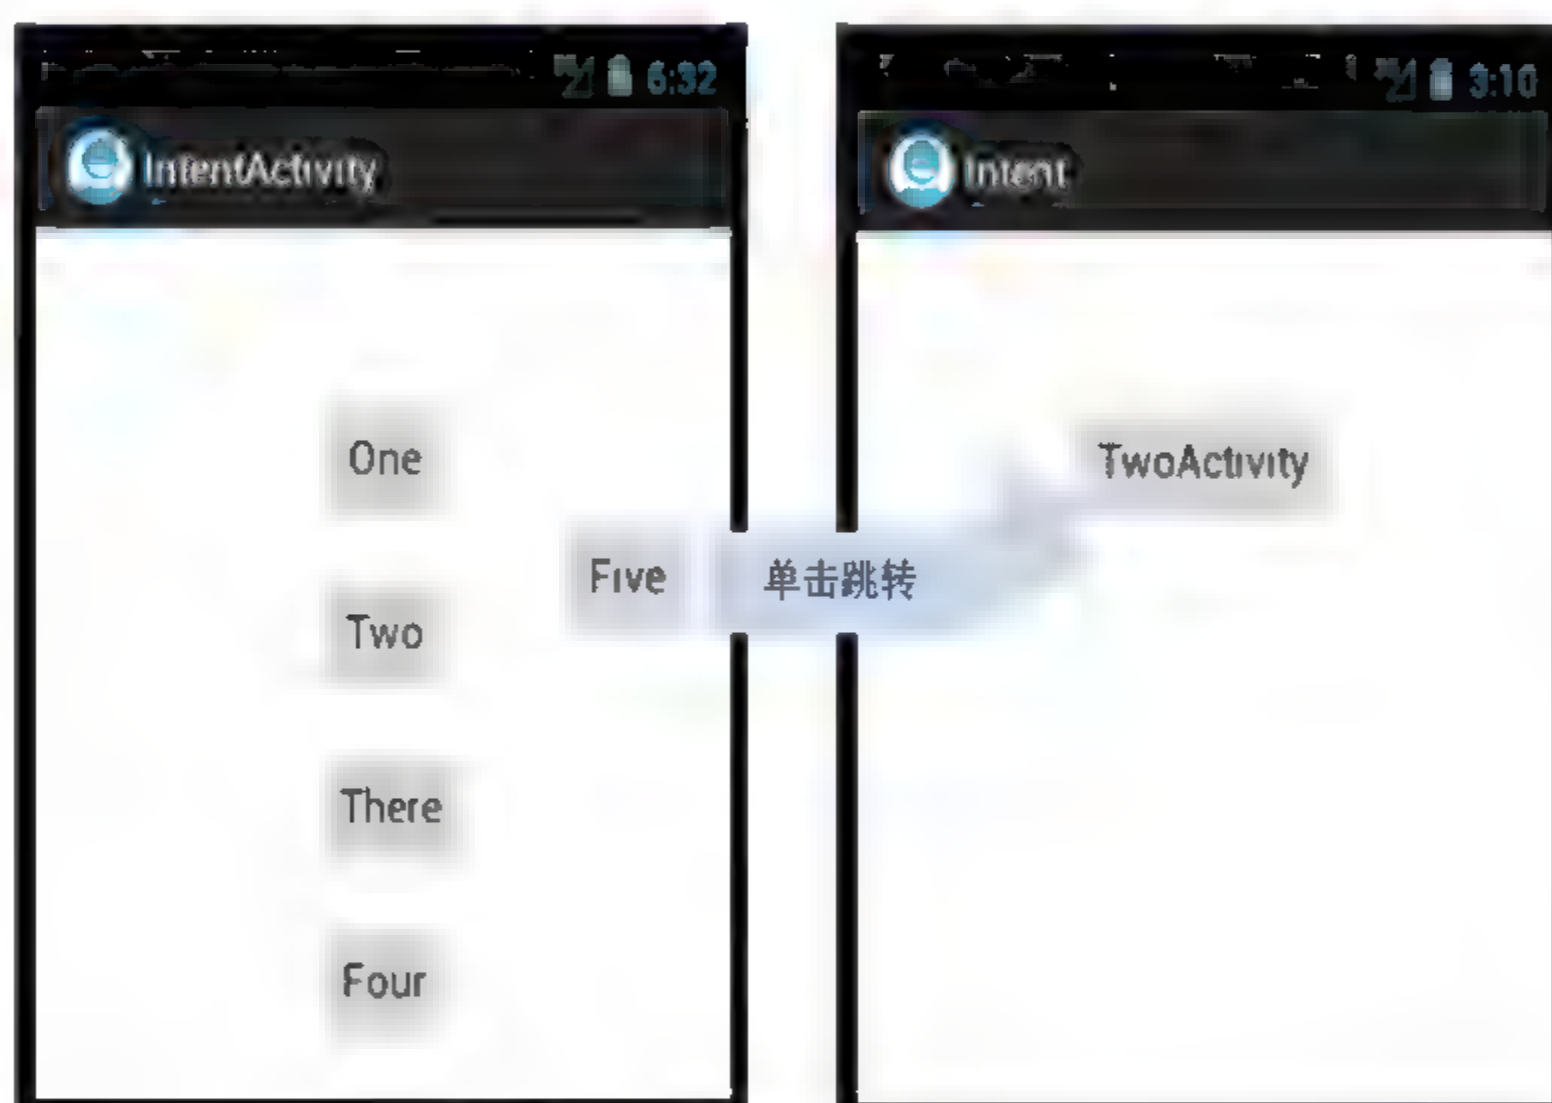 6:32
IntentActivity
One
Two
There
Four
Five
单击跳转
3:10
Intent
TwoActivity